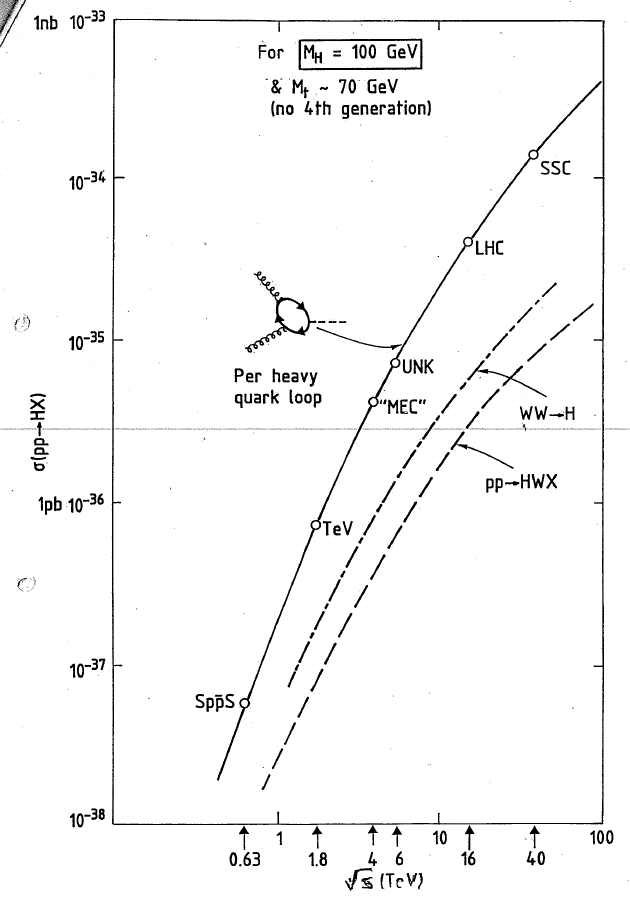 1nb 10⁻³³
For M_H = 100 GeV
& M_t ~ 70 GeV
(no 4th generation)
10⁻³⁴
SSC
LHC
10⁻³⁵
UNK
Per heavy
quark loop
"MEC"
WW→H
σ(pp→HX)
pp→HWX
1pb 10⁻³⁶
TeV
10⁻³⁷
Spp̄S
10⁻³⁸
1 10 100
0.63 1.8 4 6 16 40
√s (TeV)